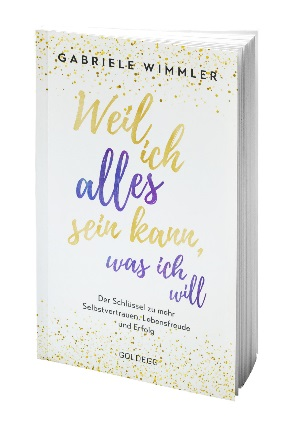 GABRIELE WIMMLER
Weil
ich
alles
sein kann,
was ich
will
Der Schlüssel zu mehr
Selbstvertrauen, Lebensfreude
und Erfolg
GOLDEGG